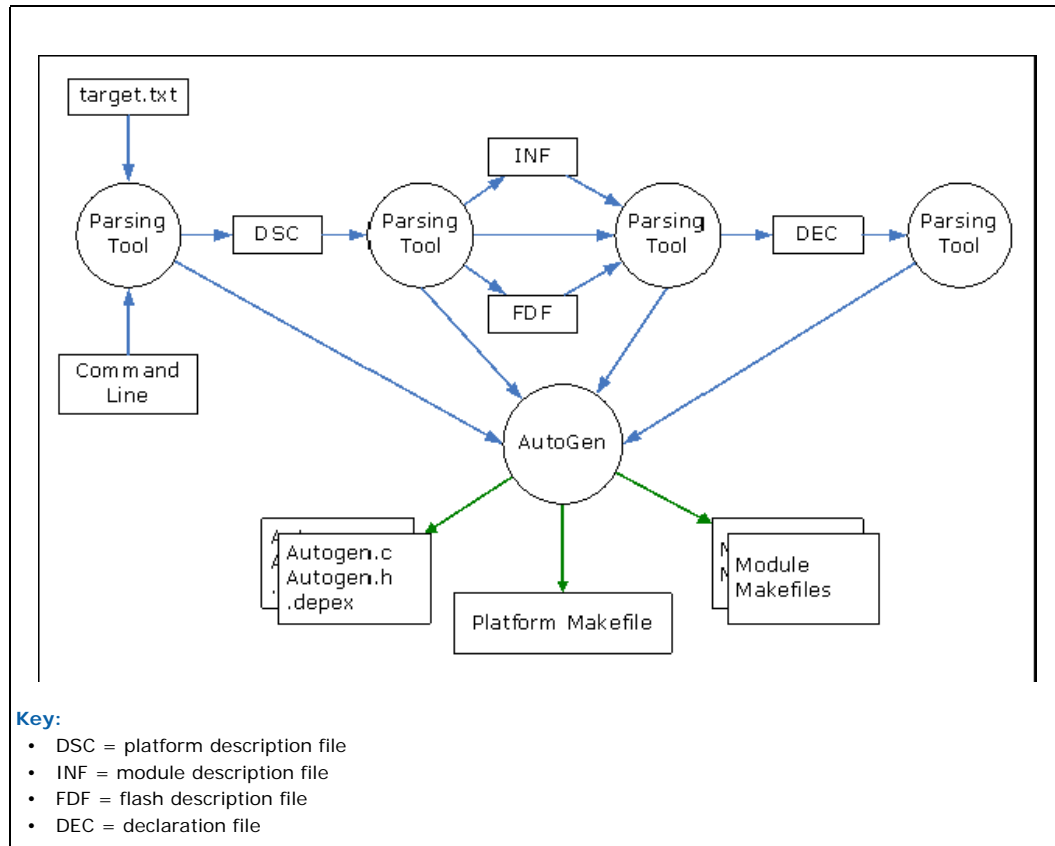 target.txt
INF
Parsing
Tool
DSC
Parsing
Tool
Parsing
Tool
DEC
Parsing
Tool
FDF
Command
Line
AutoGen
Autogen.c
Autogen.h
.depex
Platform Makefile
Module
Makefiles
Key:
• DSC = platform description file
• INF = module description file
• FDF = flash description file
• DEC = declaration file